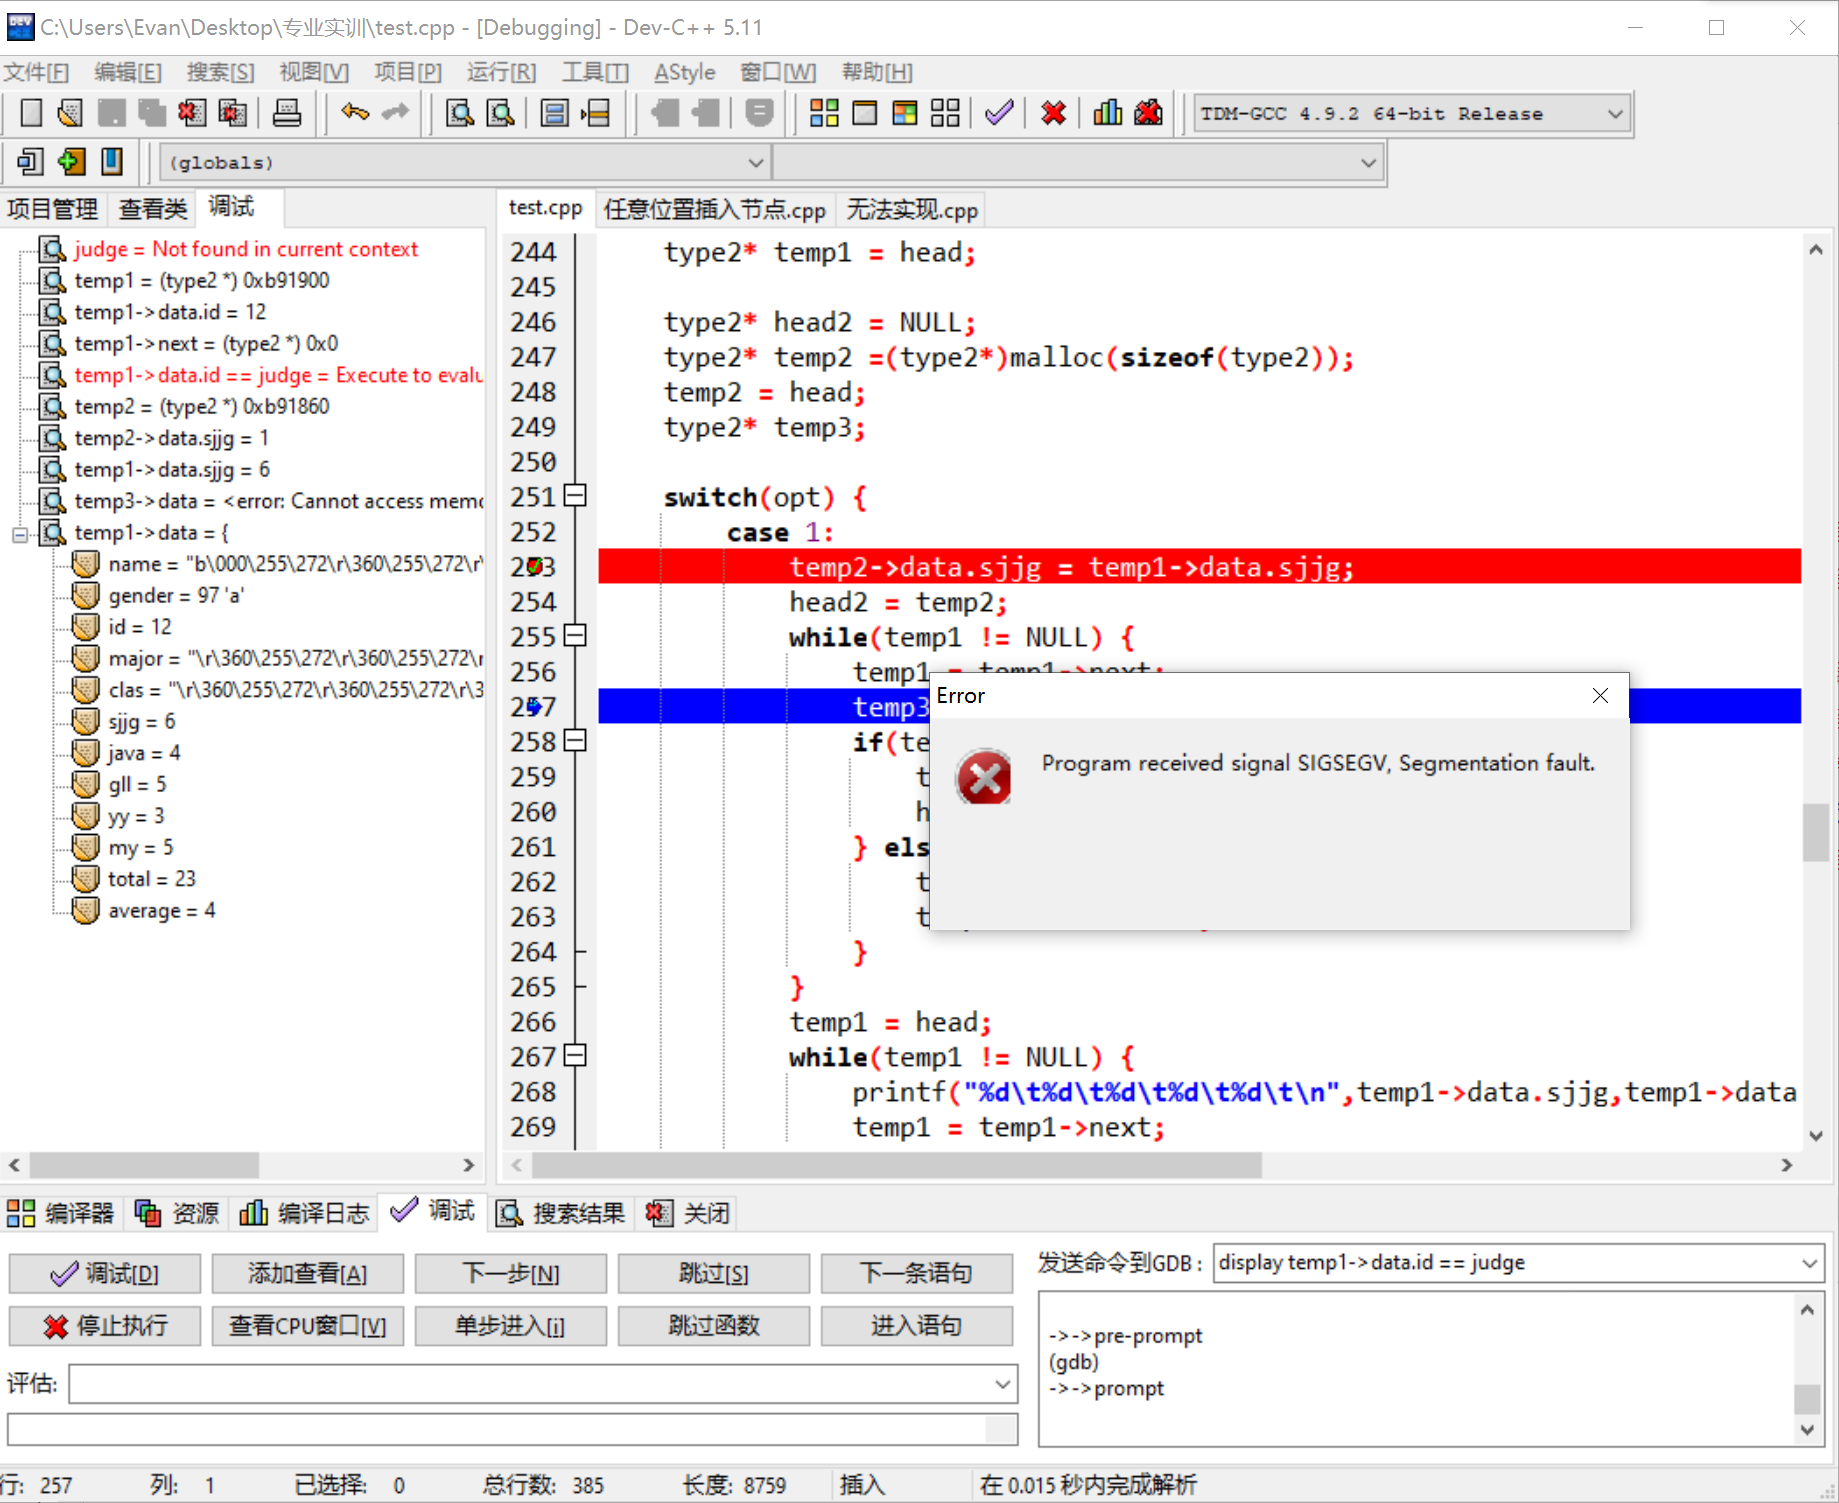 C:\Users\Evan\Desktop\专业实训\test.cpp - [Debugging] - Dev-C++ 5.11
文件[F] 编辑[E] 搜索[S] 视图[V] 项目[P] 运行[R] 工具[T] AStyle 窗口[W] 帮助[H]
TDM-GCC 4.9.2 64-bit Release
(globals)
项目管理 查看类 调试
judge = Not found in current context
temp1 = (type2 *) 0xb91900
temp1->data.id = 12
temp1->next = (type2 *) 0x0
temp1->data.id == judge = Execute to evalu
temp2 = (type2 *) 0xb91860
temp2->data.sjjg = 1
temp1->data.sjjg = 6
temp3->data = <error: Cannot access memo
temp1->data = {
name = "b\000\255\272\r\360\255\272\r\
gender = 97 'a'
id = 12
major = "\r\360\255\272\r\360\255\272\r
clas = "\r\360\255\272\r\360\255\272\r\3
sjjg = 6
java = 4
gll = 5
yy = 3
my = 5
total = 23
average = 4
test.cpp 任意位置插入节点.cpp 无法实现.cpp
244 type2* temp1 = head;
245
246 type2* head2 = NULL;
247 type2* temp2 =(type2*)malloc(sizeof(type2));
248 temp2 = head;
249 type2* temp3;
250
251 switch(opt) {
252 case 1:
253 temp2->data.sjjg = temp1->data.sjjg;
254 head2 = temp2;
255 while(temp1 != NULL) {
256 temp1 = temp1->next;
257 temp3
258 if(te
259 t
260 h
261 } els
262 t
263 t
264 }
265 }
266 temp1 = head;
267 while(temp1 != NULL) {
268 printf("%d\t%d\t%d\t%d\t%d\t\n",temp1->data.sjjg,temp1->data
269 temp1 = temp1->next;
Error
Program received signal SIGSEGV, Segmentation fault.
编译器 资源 编译日志 调试 搜索结果 关闭
调试[D] 添加查看[A] 下一步[N] 跳过[S] 下一条语句
停止执行 查看CPU窗口[V] 单步进入[i] 跳过函数 进入语句
评估:
发送命令到GDB: display temp1->data.id == judge
->->pre-prompt
(gdb)
->->prompt
行: 257 列: 1 已选择: 0 总行数: 385 长度: 8759 插入 在 0.015 秒内完成解析